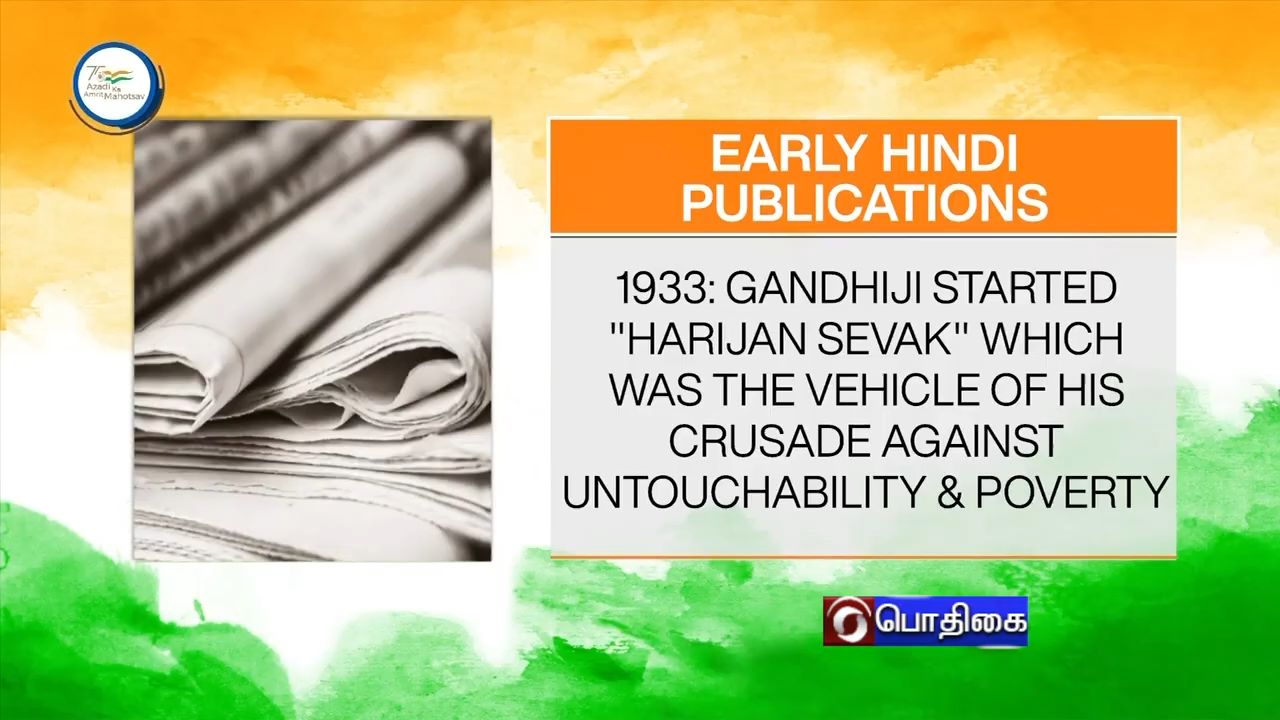 75
Azadi Ka
Amrit Mahotsav
EARLY HINDI
PUBLICATIONS
1933: GANDHIJI STARTED
"HARIJAN SEVAK" WHICH
WAS THE VEHICLE OF HIS
CRUSADE AGAINST
UNTOUCHABILITY & POVERTY
பொதிகை